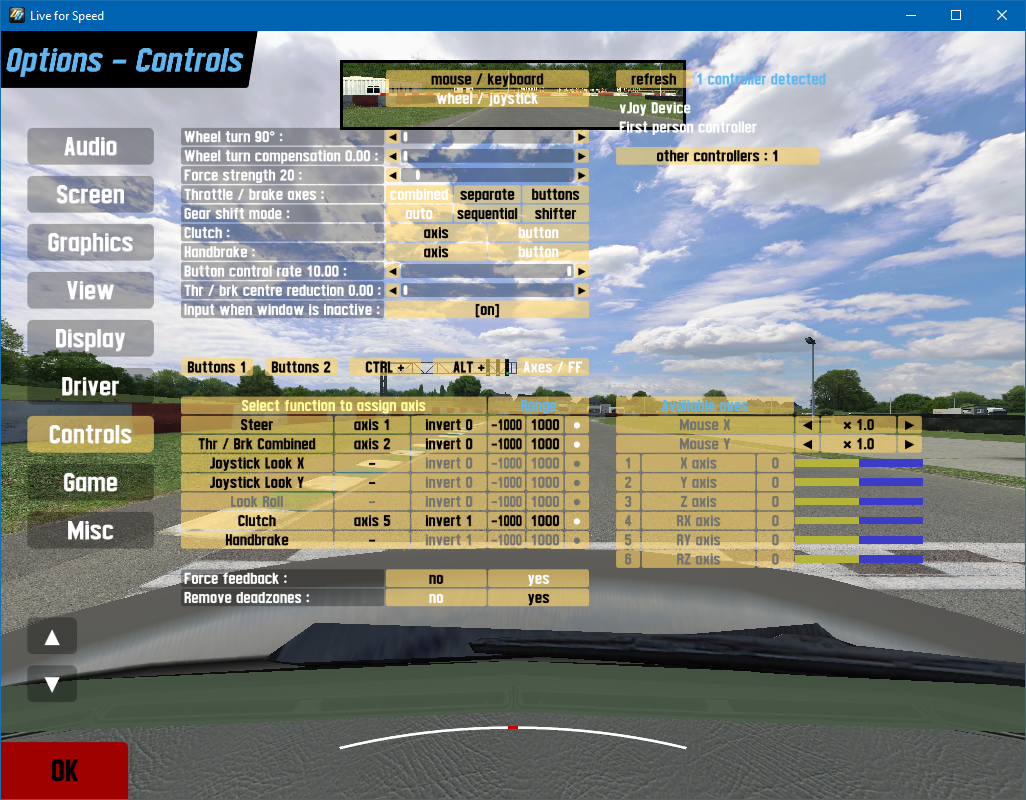 Live for Speed
Options - Controls
mouse / keyboard
refresh
1 controller detected
wheel / joystick
vJoy Device
First person controller
other controllers : 1
Audio
Screen
Graphics
View
Display
Driver
Controls
Game
Misc
Wheel turn 90° :
Wheel turn compensation 0.00 :
Force strength 20 :
Throttle / brake axes : combined separate buttons
Gear shift mode : auto sequential shifter
Clutch : axis button
Handbrake : axis button
Button control rate 10.00 :
Thr / brk centre reduction 0.00 :
Input when window is inactive : [on]
Buttons 1 Buttons 2 CTRL + ALT + Axes / FF
Select function to assign axis Range
Steer axis 1 invert 0 -1000 1000
Thr / Brk Combined axis 2 invert 0 -1000 1000
Joystick Look X - invert 0 -1000 1000
Joystick Look Y - invert 0 -1000 1000
Look Roll - invert 0 -1000 1000
Clutch axis 5 invert 1 -1000 1000
Handbrake - invert 1 -1000 1000
Available axes
Mouse X × 1.0
Mouse Y × 1.0
1 X axis 0
2 Y axis 0
3 Z axis 0
4 RX axis 0
5 RY axis 0
6 RZ axis 0
Force feedback : no yes
Remove deadzones : no yes
OK